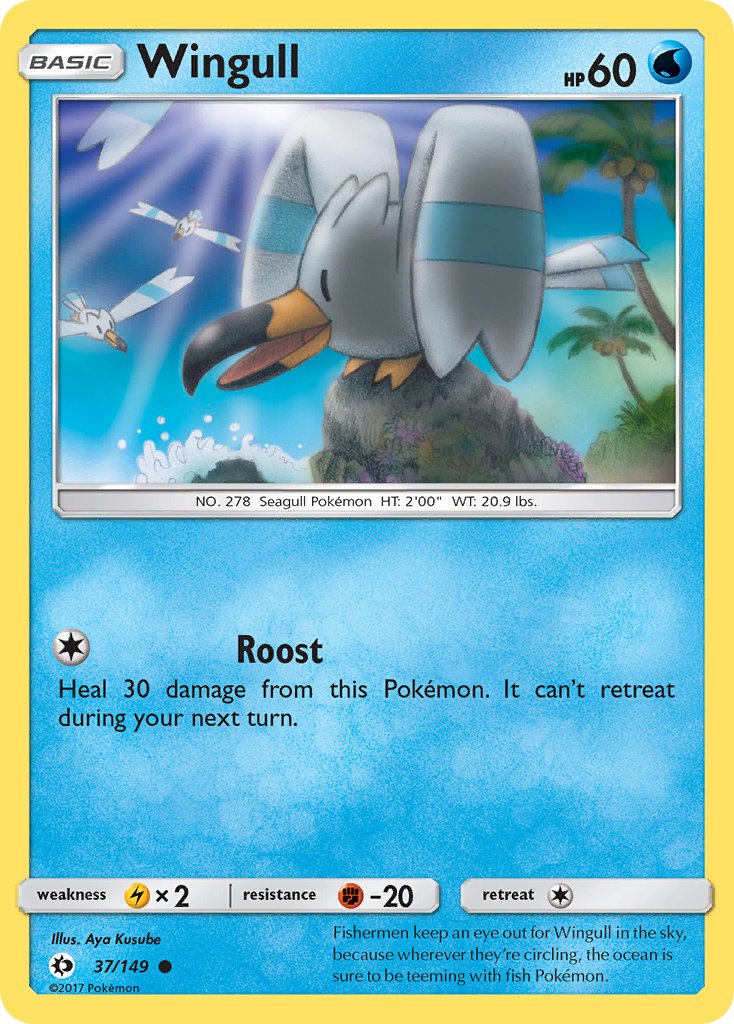 BASIC Wingull HP60
NO. 278 Seagull Pokémon HT: 2'00" WT: 20.9 lbs.
Roost
Heal 30 damage from this Pokémon. It can't retreat
during your next turn.
weakness ×2 resistance -20 retreat
Illus. Aya Kusube
37/149
©2017 Pokémon
Fishermen keep an eye out for Wingull in the sky,
because wherever they're circling, the ocean is
sure to be teeming with fish Pokémon.